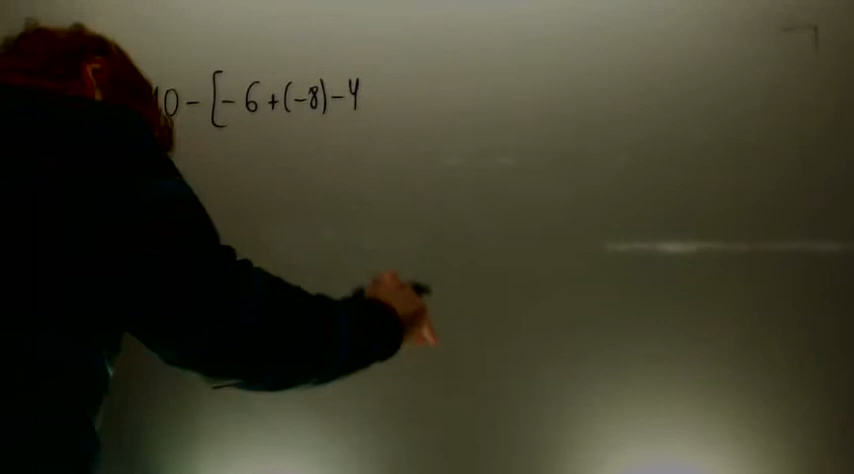 10 - [- 6 + (-8) - 4